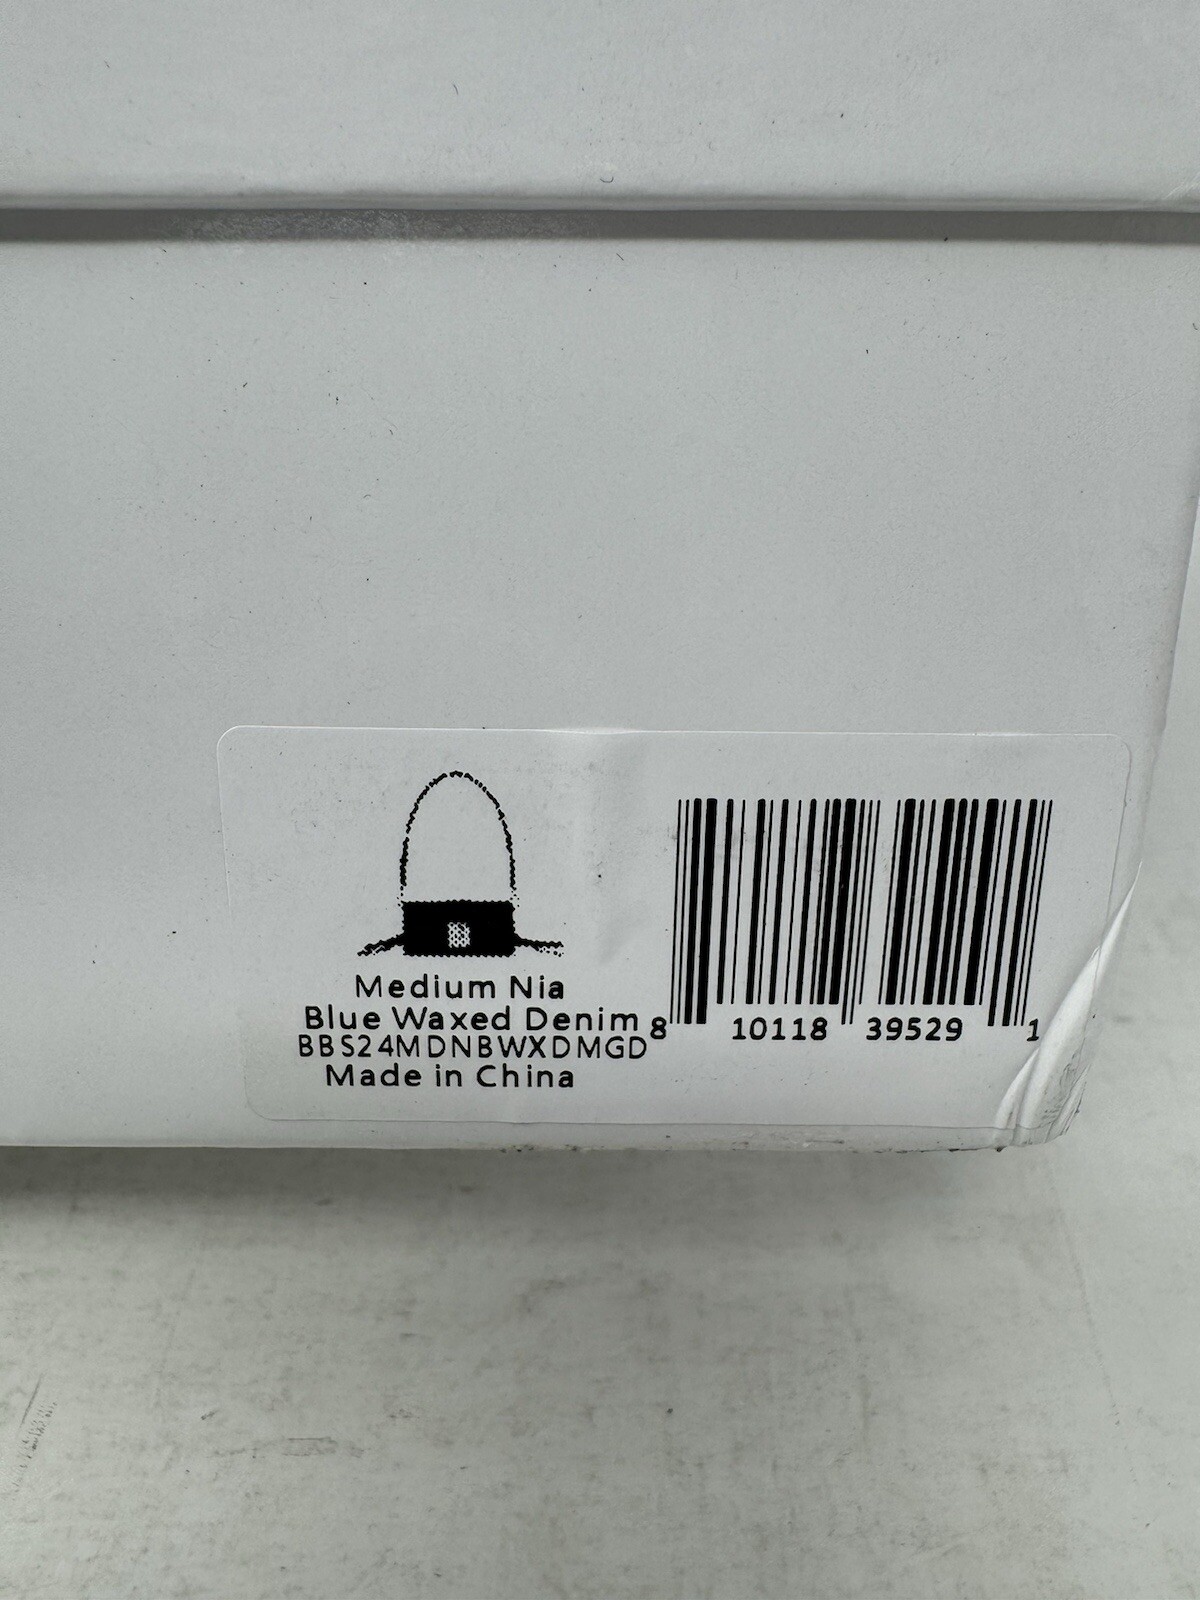 Medium Nia
Blue Waxed Denim
BBS24MDNBWXDMGD
Made in China
8 10118 39529 1